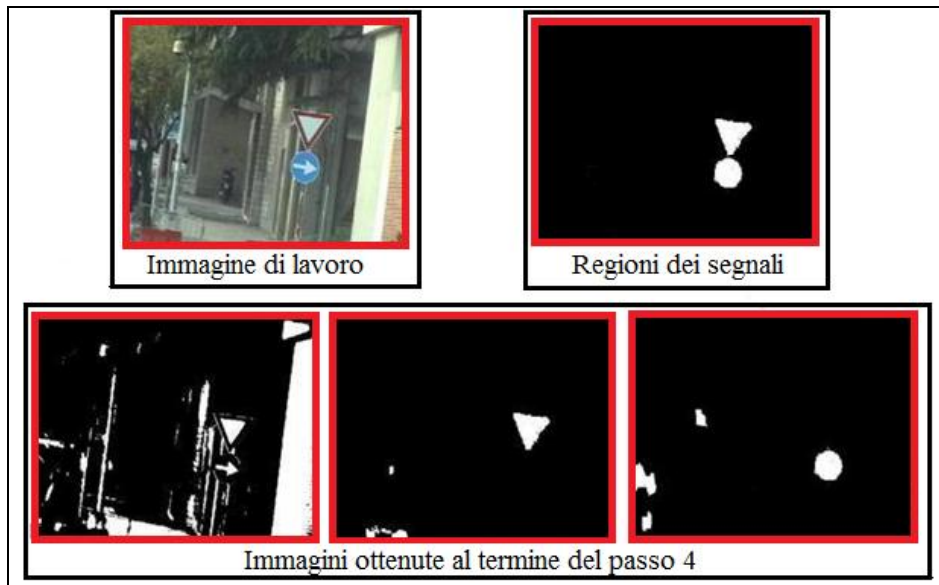 Immagine di lavoro
Regioni dei segnali
Immagini ottenute al termine del passo 4